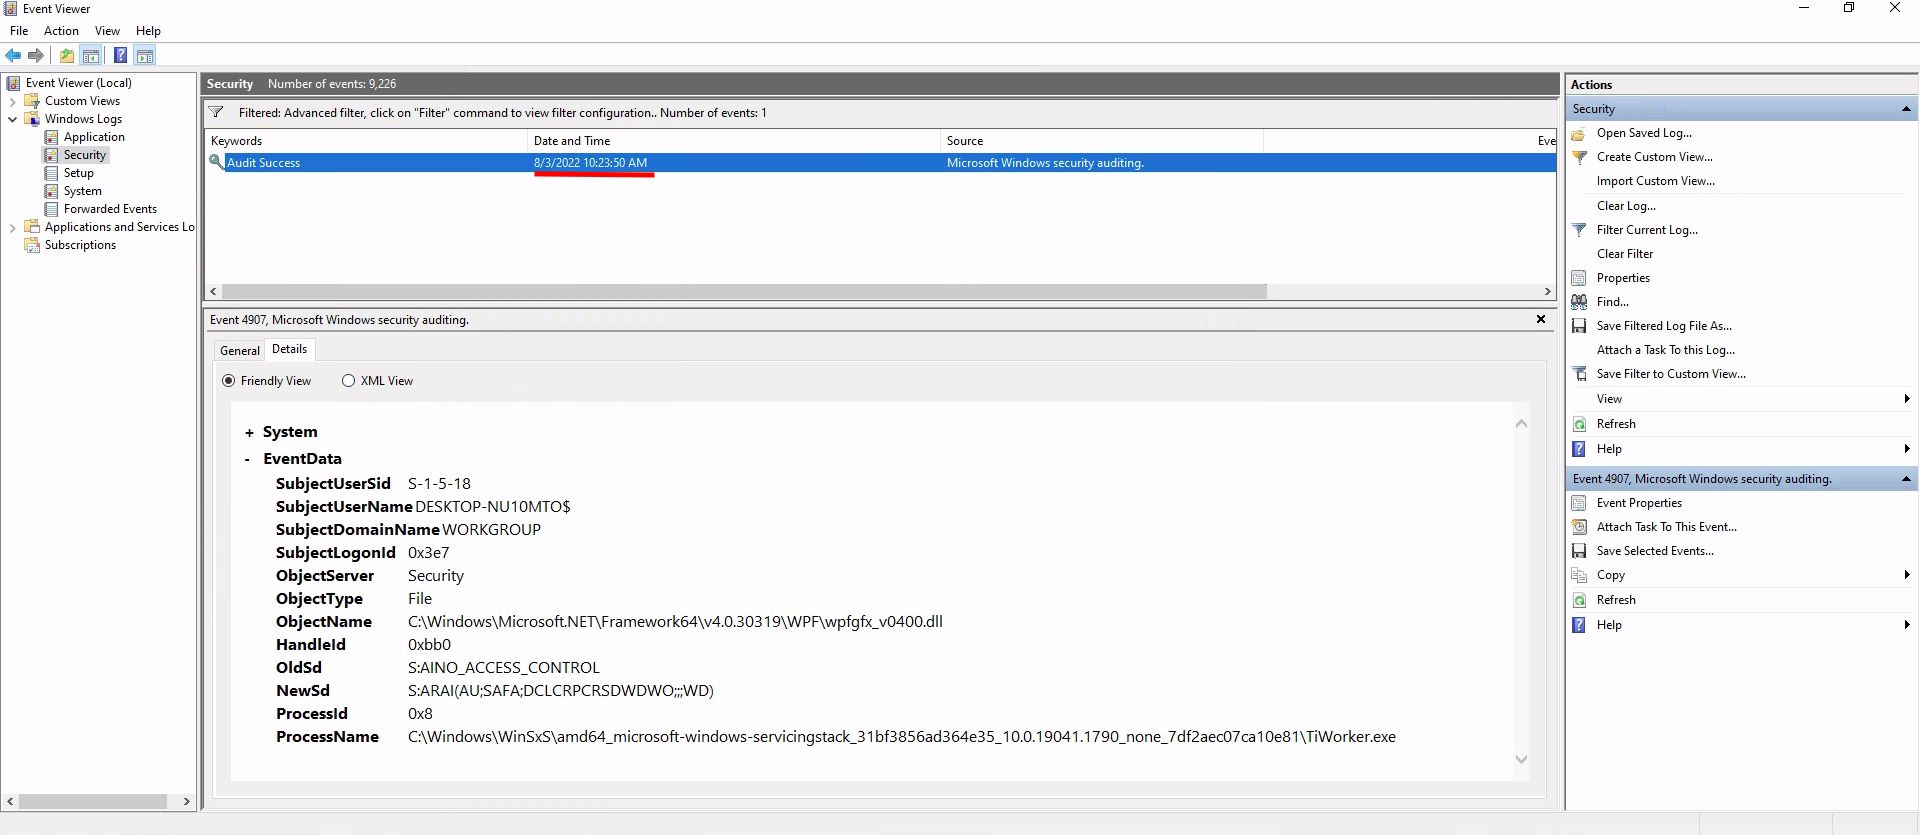 Event Viewer
File Action View Help
Event Viewer (Local)
Custom Views
Windows Logs
Application
Security
Setup
System
Forwarded Events
Applications and Services Lo
Subscriptions
Security Number of events: 9,226
Filtered: Advanced filter, click on "Filter" command to view filter configuration.. Number of events: 1
Keywords Date and Time Source Eve
Audit Success 8/3/2022 10:23:50 AM Microsoft Windows security auditing.
Event 4907, Microsoft Windows security auditing.
General Details
Friendly View XML View
+ System
- EventData
SubjectUserSid S-1-5-18
SubjectUserName DESKTOP-NU10MTO$
SubjectDomainName WORKGROUP
SubjectLogonId 0x3e7
ObjectServer Security
ObjectType File
ObjectName C:\Windows\Microsoft.NET\Framework64\v4.0.30319\WPF\wpfgfx_v0400.dll
HandleId 0xbb0
OldSd S:AINO_ACCESS_CONTROL
NewSd S:ARAI(AU;SAFA;DCLCRPCRSDWDWO;;;WD)
ProcessId 0x8
ProcessName C:\Windows\WinSxS\amd64_microsoft-windows-servicingstack_31bf3856ad364e35_10.0.19041.1790_none_7df2aec07ca10e81\TiWorker.exe
Actions
Security
Open Saved Log...
Create Custom View...
Import Custom View...
Clear Log...
Filter Current Log...
Clear Filter
Properties
Find...
Save Filtered Log File As...
Attach a Task To this Log...
Save Filter to Custom View...
View
Refresh
Help
Event 4907, Microsoft Windows security auditing.
Event Properties
Attach Task To This Event...
Save Selected Events...
Copy
Refresh
Help